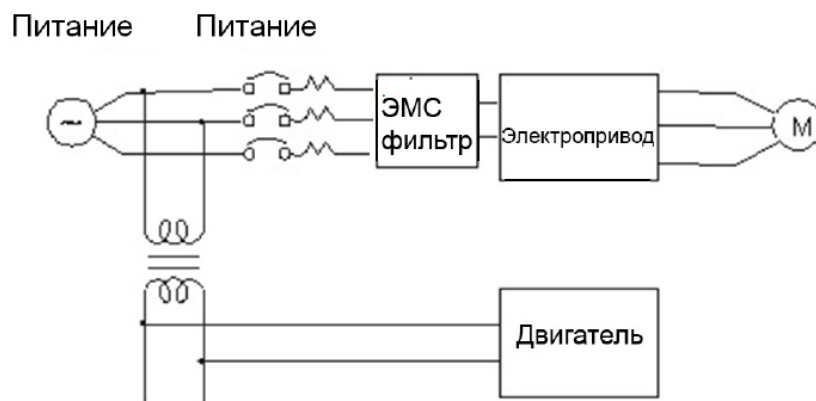 Питание Питание
ЭМС
фильтр
Электропривод
M
Двигатель